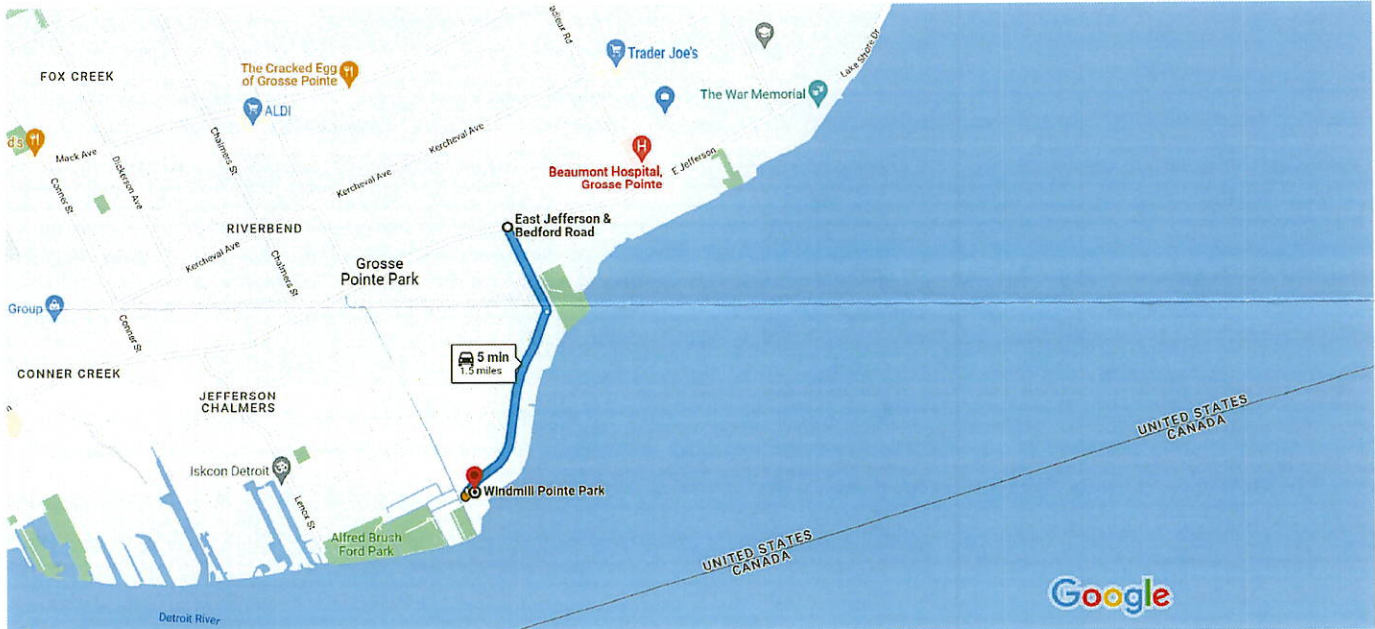 adieux Rd
Trader Joe's
Lake Shore Dr
FOX CREEK
The Cracked Egg
of Grosse Pointe
ALDI
The War Memorial
d's
Mack Ave
Conner St
Dickerson Ave
Chalmers St
Kercheval Ave
Kercheval Ave
Beaumont Hospital,
Grosse Pointe
E Jefferson
H
East Jefferson &
Bedford Road
RIVERBEND
Kercheval Ave
Chalmers St
Grosse
Pointe Park
Group
Conner St
5 min
1.5 miles
CONNER CREEK
JEFFERSON
CHALMERS
UNITED STATES
CANADA
Iskcon Detroit
Lenox St
Windmill Pointe Park
Alfred Brush
Ford Park
UNITED STATES
CANADA
Google
Detroit River